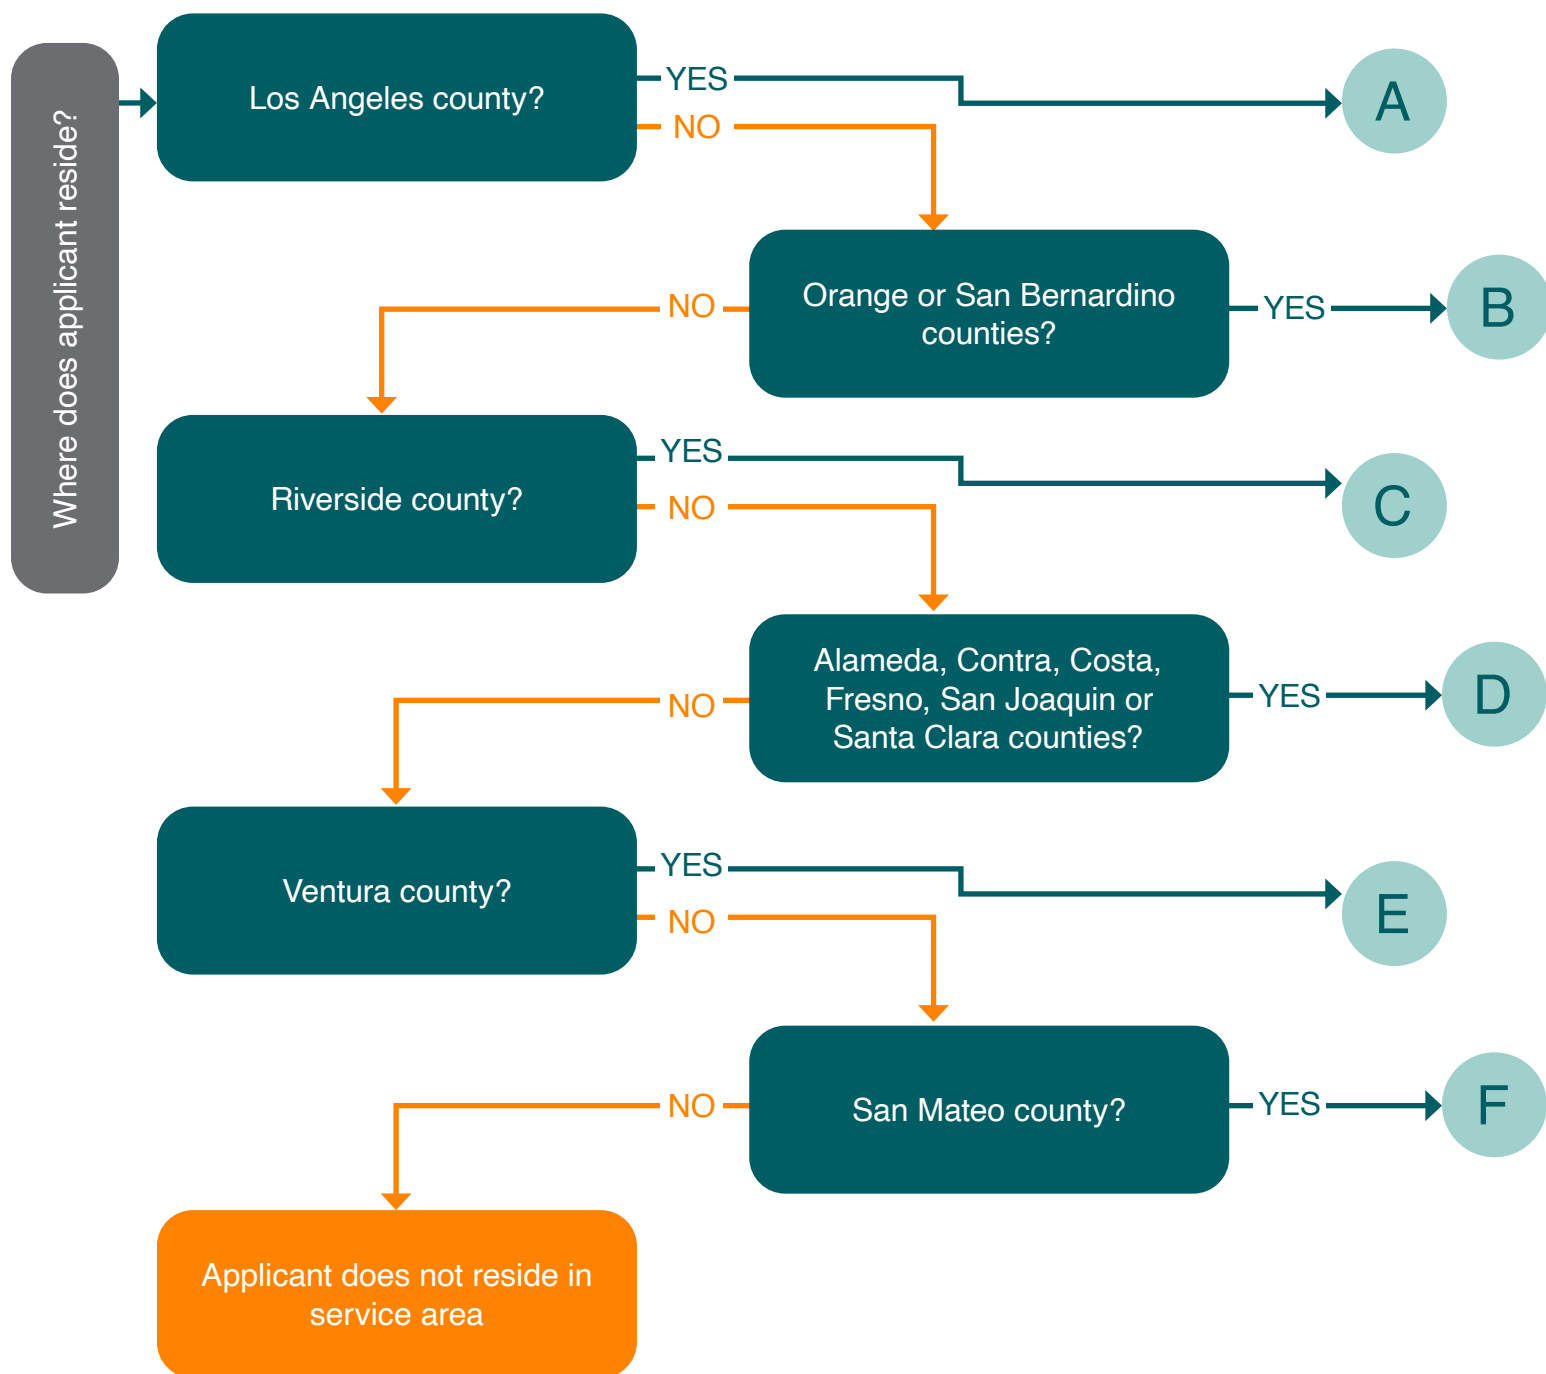 Where does applicant reside?
Los Angeles county?
YES
A
NO
Orange or San Bernardino
counties?
YES
B
NO
Riverside county?
YES
C
NO
Alameda, Contra, Costa,
Fresno, San Joaquin or
Santa Clara counties?
YES
D
NO
Ventura county?
YES
E
NO
San Mateo county?
YES
F
NO
Applicant does not reside in
service area